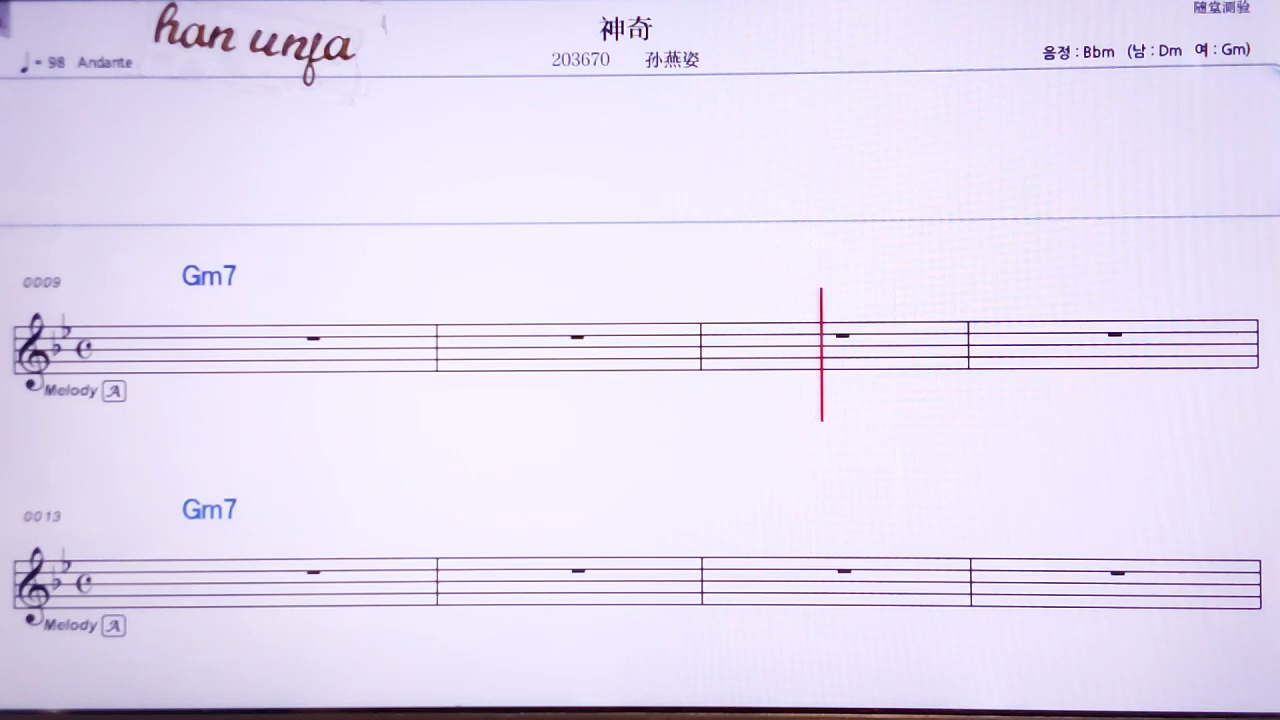 han unfa
神奇
随堂测验
♩= 98 Andante
203670 孙燕姿
음정 : Bbm (남 : Dm 여 : Gm)
0009
Gm7
Melody A
0013
Gm7
Melody A